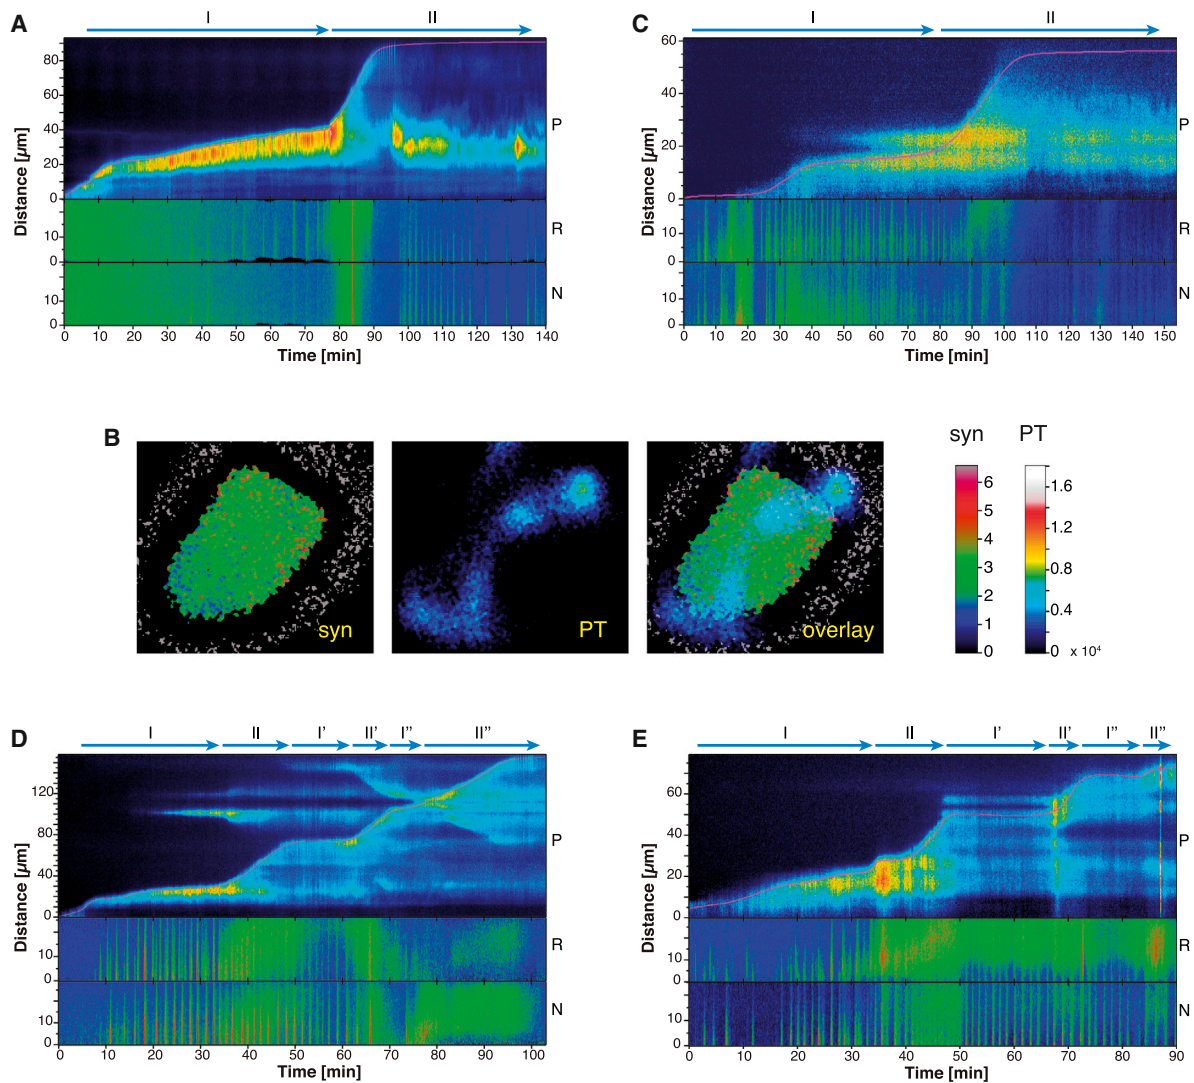 A
I
II
80
60
40
20
0
Distance [µm]
P
10
0
R
10
0
N
0 10 20 30 40 50 60 70 80 90 100 110 120 130 140
Time [min]
C
I
II
60
40
20
0
Distance [µm]
P
10
0
R
10
0
N
0 10 20 30 40 50 60 70 80 90 100 110 120 130 140 150
Time [min]
B
syn
PT
overlay
syn
6
5
4
3
2
1
0
PT
1.6
1.2
0.8
0.4
0 x 10⁴
D
I II I’ II’ I” II”
120
80
40
0
Distance [µm]
P
10
0
R
10
0
N
0 10 20 30 40 50 60 70 80 90 100
Time [min]
E
I II I’ II’ I” II”
60
40
20
0
Distance [µm]
P
10
0
R
10
0
N
0 10 20 30 40 50 60 70 80 90
Time [min]